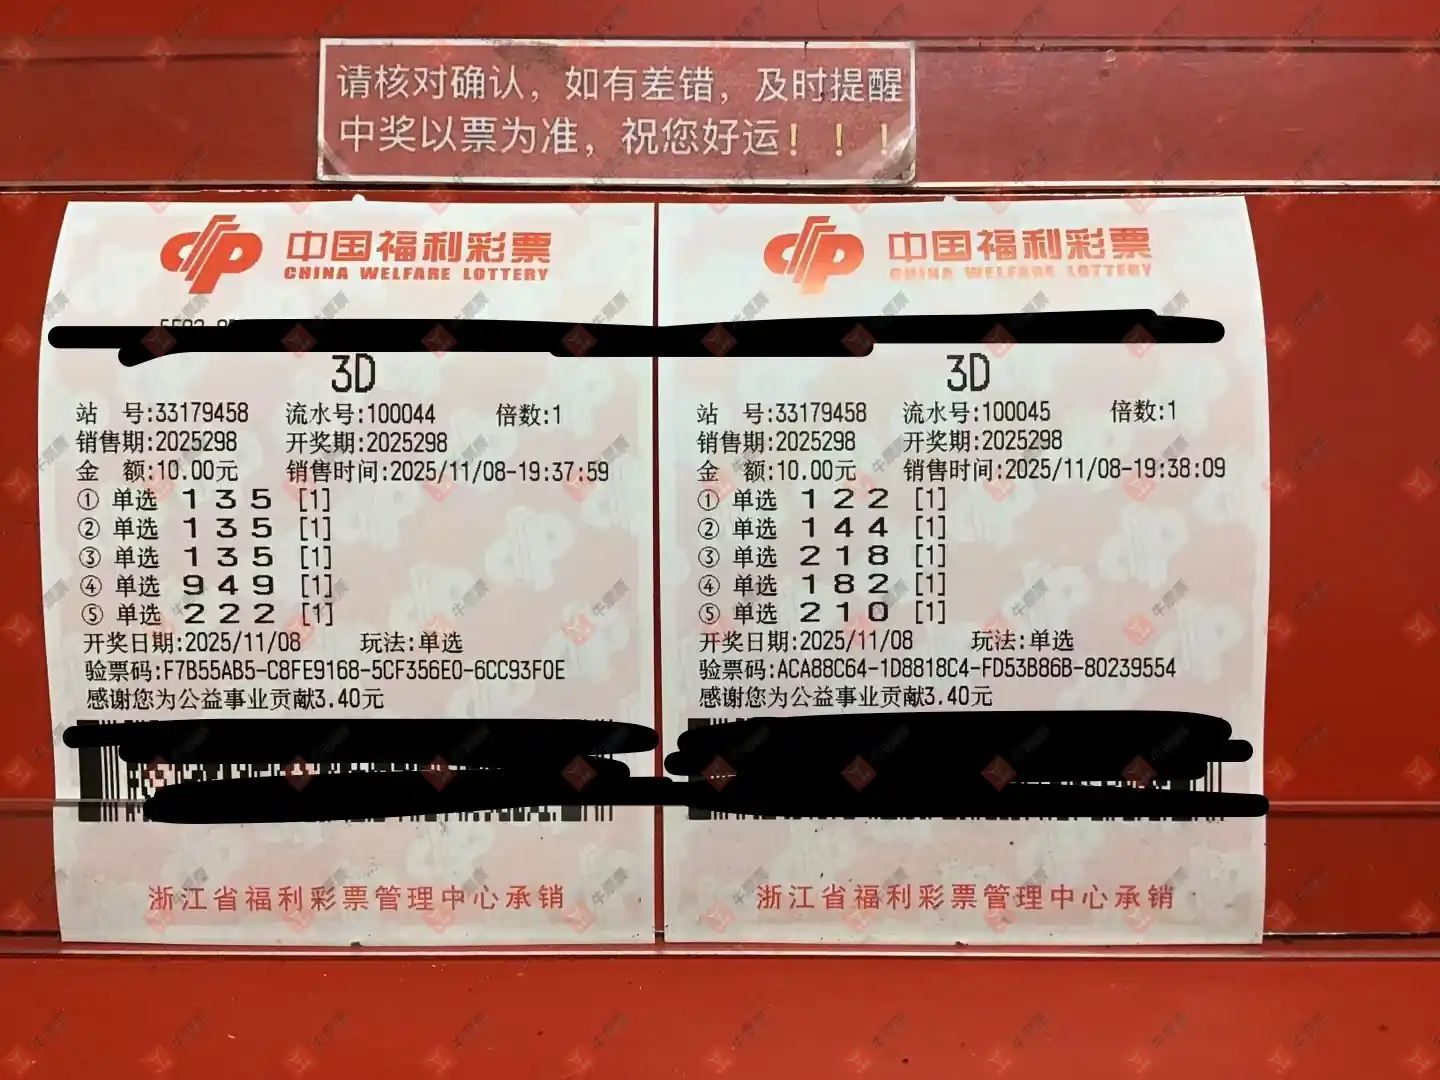 请核对确认，如有差错，及时提醒
中奖以票为准，祝您好运！！！
中国福利彩票
CHINA WELFARE LOTTERY
3D
站 号:33179458 流水号:100044 倍数:1
销售期:2025298 开奖期:2025298
金 额:10.00元 销售时间:2025/11/08-19:37:59
① 单选 1 3 5 [1]
② 单选 1 3 5 [1]
③ 单选 1 3 5 [1]
④ 单选 9 4 9 [1]
⑤ 单选 2 2 2 [1]
开奖日期:2025/11/08 玩法:单选
验票码:F7B55AB5-C8FE9168-5CF356E0-6CC93F0E
感谢您为公益事业贡献3.40元
浙江省福利彩票管理中心承销
中国福利彩票
CHINA WELFARE LOTTERY
3D
站 号:33179458 流水号:100045 倍数:1
销售期:2025298 开奖期:2025298
金 额:10.00元 销售时间:2025/11/08-19:38:09
① 单选 1 2 2 [1]
② 单选 1 4 4 [1]
③ 单选 2 1 8 [1]
④ 单选 1 8 2 [1]
⑤ 单选 2 1 0 [1]
开奖日期:2025/11/08 玩法:单选
验票码:ACA88C64-1D8818C4-FD53B86B-80239554
感谢您为公益事业贡献3.40元
浙江省福利彩票管理中心承销